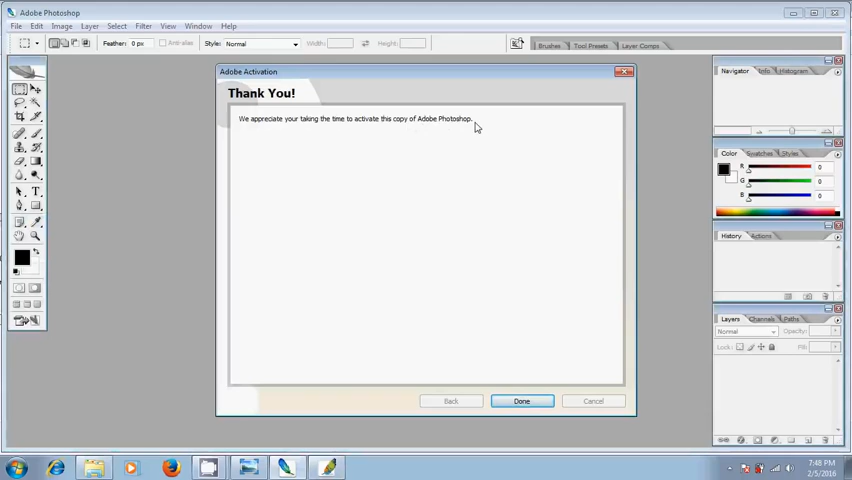 Adobe Photoshop
File Edit Image Layer Select Filter View Window Help
Feather: 0 px Anti-alias Style: Normal Width: Height: Brushes Tool Presets Layer Comps
Adobe Activation
Thank You!
We appreciate your taking the time to activate this copy of Adobe Photoshop.
Back Done Cancel
Navigator Info Histogram
Color Swatches Styles
R 0
G 0
B 0
History Actions
Layers Channels Paths
Normal Opacity:
Lock: Fill:
7:48 PM
2/5/2016